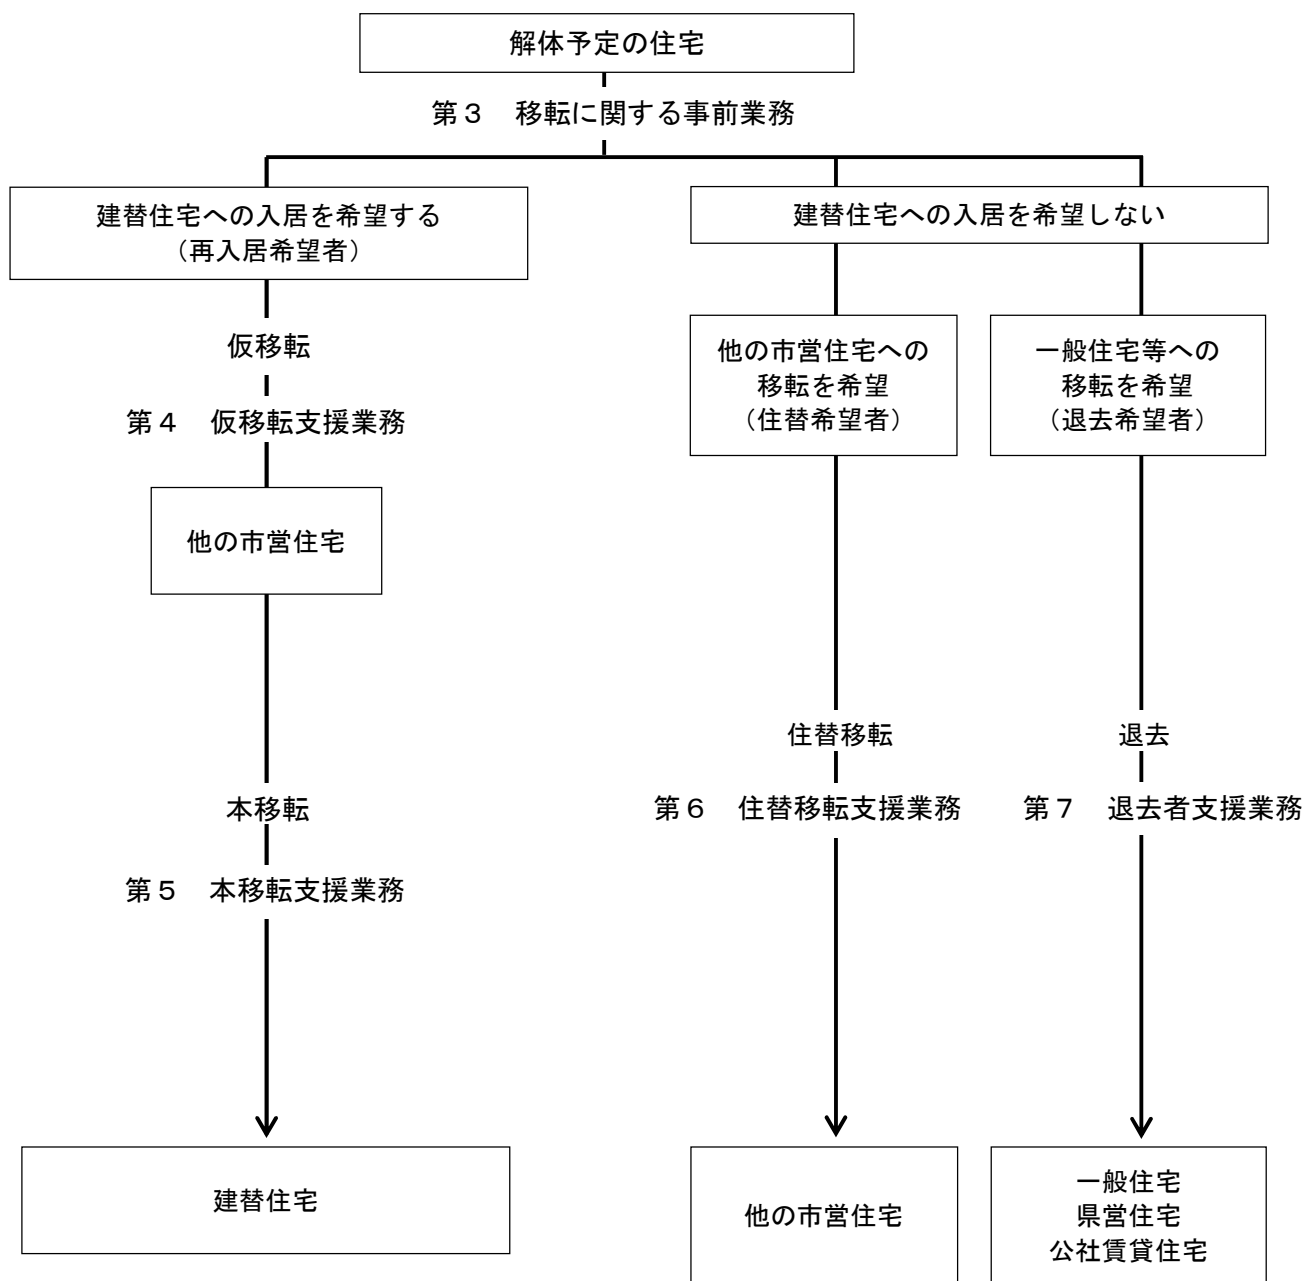 解体予定の住宅
第３　移転に関する事前業務
建替住宅への入居を希望する
（再入居希望者）
建替住宅への入居を希望しない
仮移転
第４　仮移転支援業務
他の市営住宅への
移転を希望
（住替希望者）
一般住宅等への
移転を希望
（退去希望者）
他の市営住宅
本移転
第５　本移転支援業務
住替移転
第６　住替移転支援業務
退去
第７　退去者支援業務
建替住宅
他の市営住宅
一般住宅
県営住宅
公社賃貸住宅